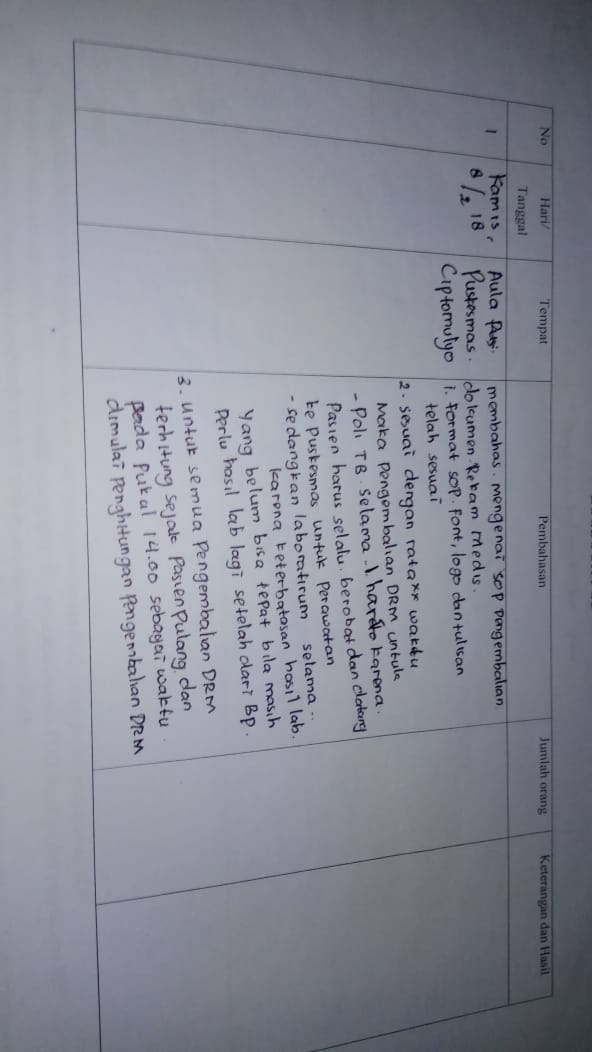 No
Hari/
Tanggal
Tempat
Pembahasan
Jumlah orang
Keterangan dan Hasil
1
Kamis,
8/2 18
Aula
Puskesmas.
Ciptomulyo
membahas. mengenai SOP Pengembalian
dokumen Rekam Medis.
1. Format SOP. Font, logo dan tulisan
telah sesuai
2. sesuai dengan rata×× waktu
Maka Pengembalian DRM untuk
- Poli TB. selama 1 hari karena.
Pasien harus selalu. berobat dan datang
ke Puskesmas untuk Perawatan
- sedangkan laboratirum selama..
karena keterbatasan hasil lab.
Yang belum bisa tepat bila masih
Perlu hasil lab lagi setelah dari BP.
3. untuk semua Pengembalian DRM
terhitung sejak Pasien Pulang. dan
pada Pukul 14.00 sebagai waktu.
dimulai Penghitungan Pengembalian DRM